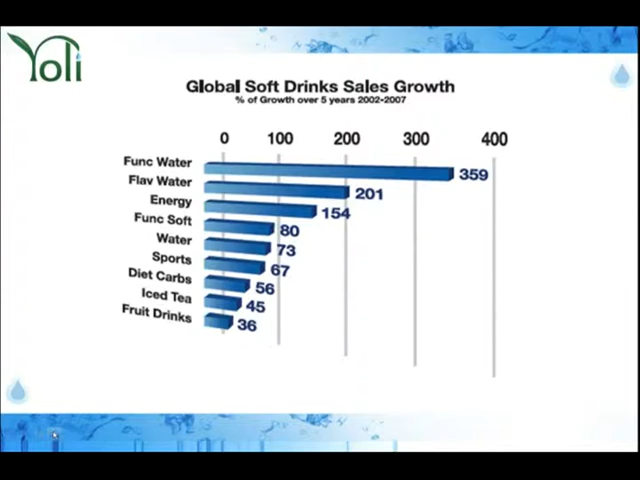 Yoli
Global Soft Drinks Sales Growth
% of Growth over 5 years 2002-2007
0 100 200 300 400
Func Water 359
Flav Water 201
Energy 154
Func Soft 80
Water 73
Sports 67
Diet Carbs 56
Iced Tea 45
Fruit Drinks 36